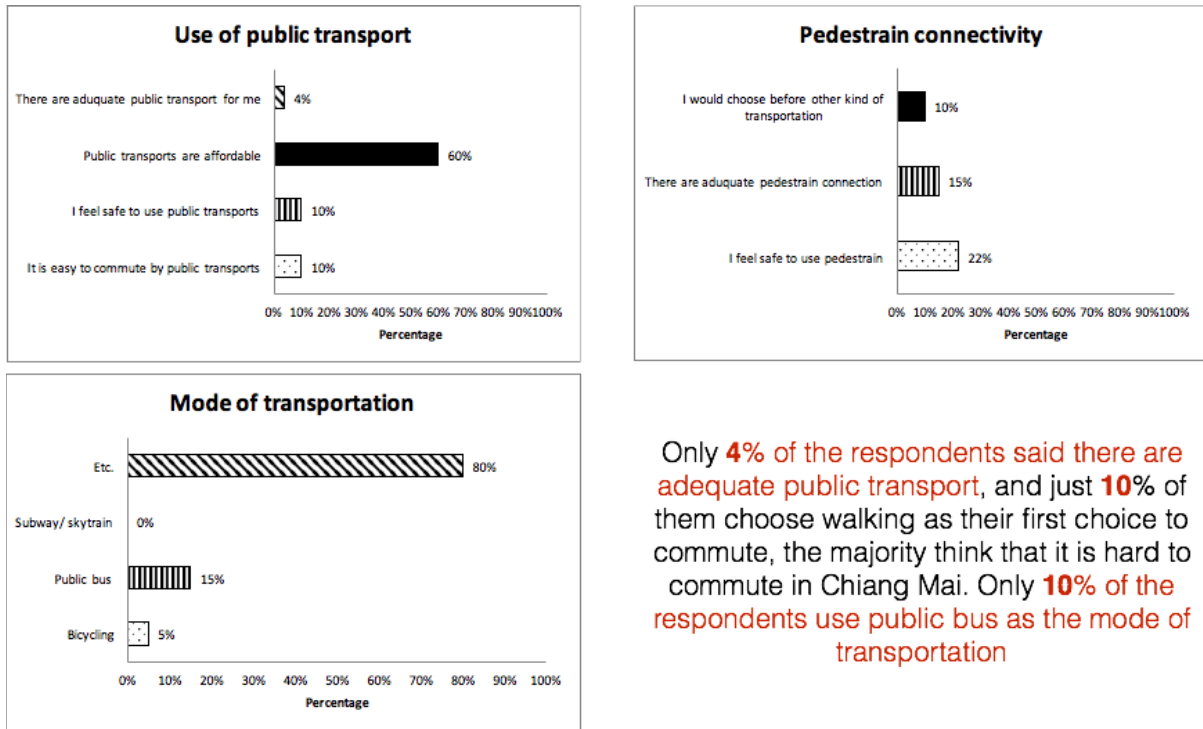 Use of public transport
There are aduquate public transport for me
4%
Public transports are affordable
60%
I feel safe to use public transports
10%
It is easy to commute by public transports
10%
0% 10% 20% 30% 40% 50% 60% 70% 80% 90%100%
Percentage
Pedestrain connectivity
I would choose before other kind of
transportation
10%
There are aduquate pedestrain connection
15%
I feel safe to use pedestrain
22%
0% 10% 20% 30% 40% 50% 60% 70% 80% 90% 100%
Percentage
Mode of transportation
Etc.
80%
Subway/ skytrain
0%
Public bus
15%
Bicycling
5%
0% 10% 20% 30% 40% 50% 60% 70% 80% 90% 100%
Percentage
Only 4% of the respondents said there are
adequate public transport, and just 10% of
them choose walking as their first choice to
commute, the majority think that it is hard to
commute in Chiang Mai. Only 10% of the
respondents use public bus as the mode of
transportation